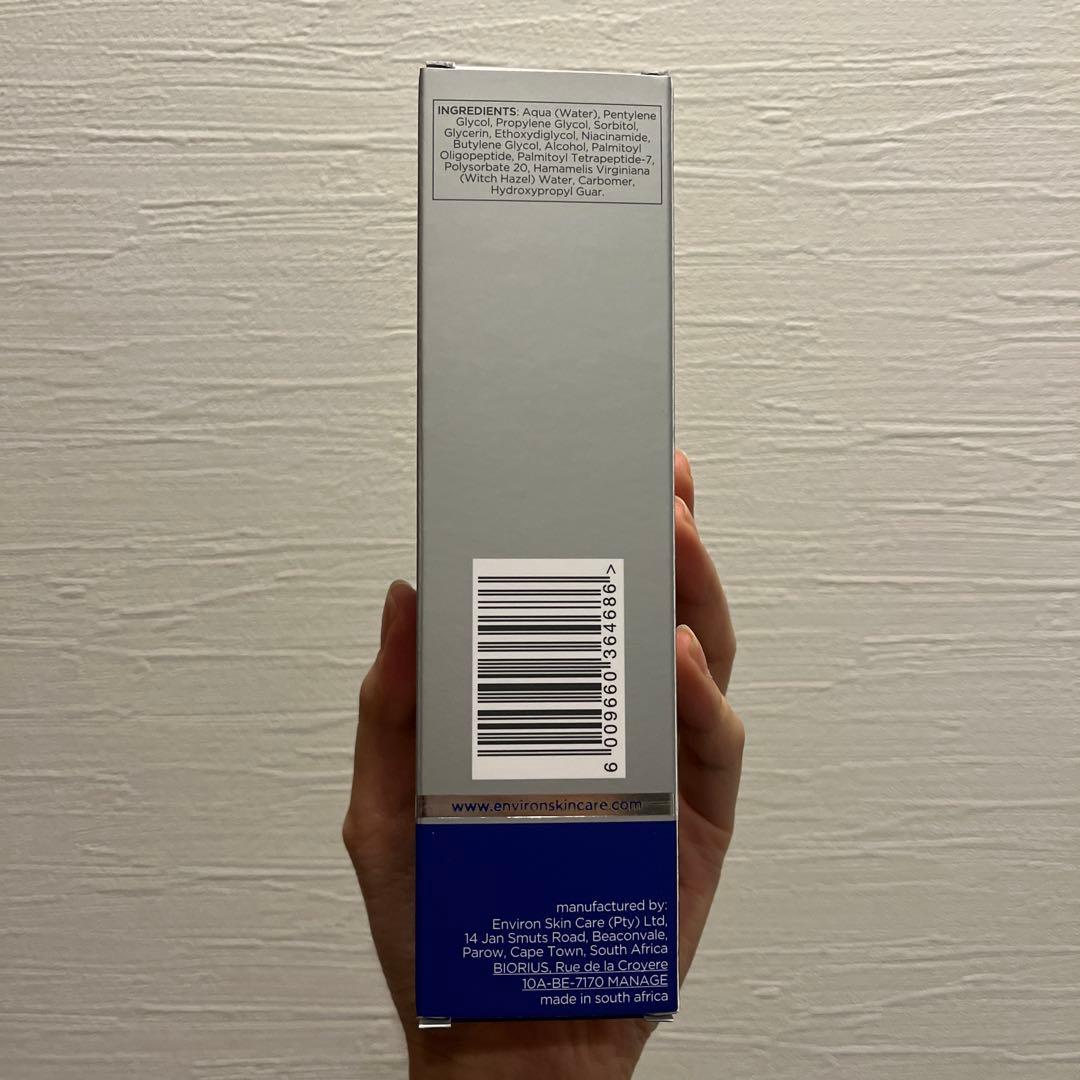 INGREDIENTS: Aqua (Water), Pentylene
Glycol, Propylene Glycol, Sorbitol,
Glycerin, Ethoxydiglycol, Niacinamide,
Butylene Glycol, Alcohol, Palmitoyl
Oligopeptide, Palmitoyl Tetrapeptide-7,
Polysorbate 20, Hamamelis Virginiana
(Witch Hazel) Water, Carbomer,
Hydroxypropyl Guar.
6 009660 364686 >
www.environskincare.com
manufactured by:
Environ Skin Care (Pty) Ltd,
14 Jan Smuts Road, Beaconvale,
Parow, Cape Town, South Africa
BIORIUS, Rue de la Croyere
10A-BE-7170 MANAGE
made in south africa